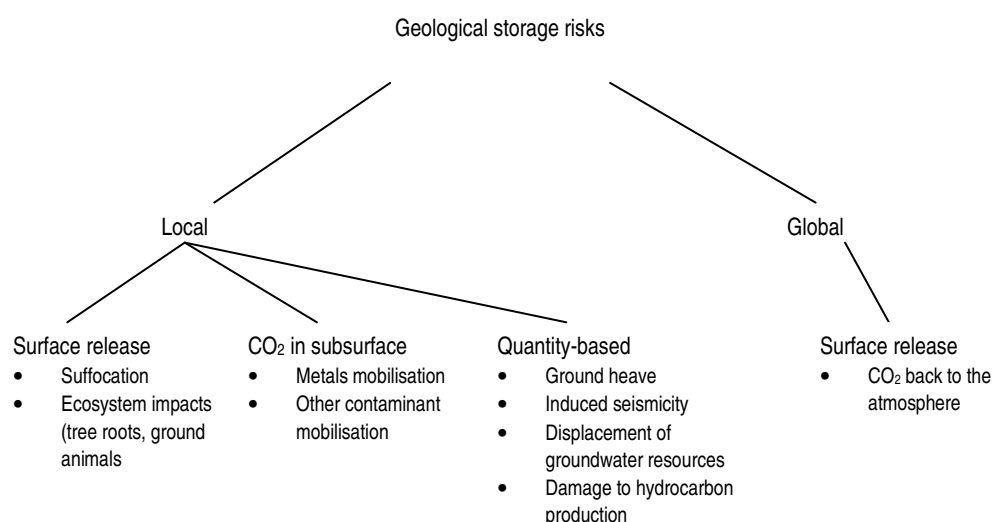 Geological storage risks
Local
Global
Surface release
• Suffocation
• Ecosystem impacts
(tree roots, ground
animals
CO₂ in subsurface
• Metals mobilisation
• Other contaminant
mobilisation
Quantity-based
• Ground heave
• Induced seismicity
• Displacement of
groundwater resources
• Damage to hydrocarbon
production
Surface release
• CO₂ back to the
atmosphere